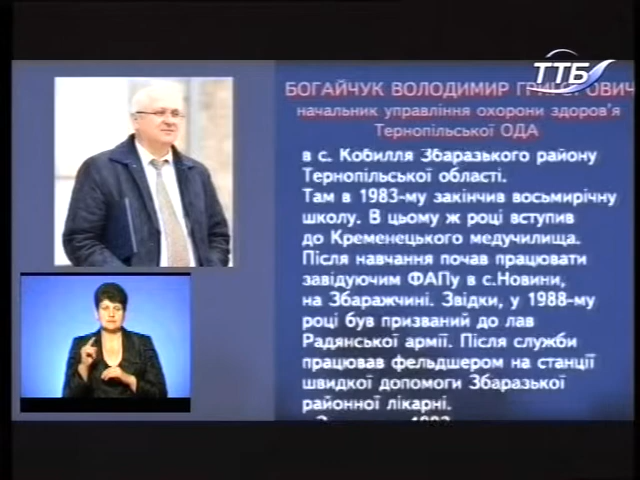 ТТБ
БОГАЙЧУК ВОЛОДИМИР ГРИГОРОВИЧ
начальник управління охорони здоров'я
Тернопільської ОДА
в с. Кобилля Збаразького району
Тернопільської області.
Там в 1983-му закінчив восьмирічну
школу. В цьому ж році вступив
до Кременецького медучилища.
Після навчання почав працювати
завідуючим ФАПу в с.Новини,
на Збаражчині. Звідки, у 1988-му
році був призваний до лав
Радянської армії. Після служби
працював фельдшером на станції
швидкої допомоги Збаразької
районної лікарні.